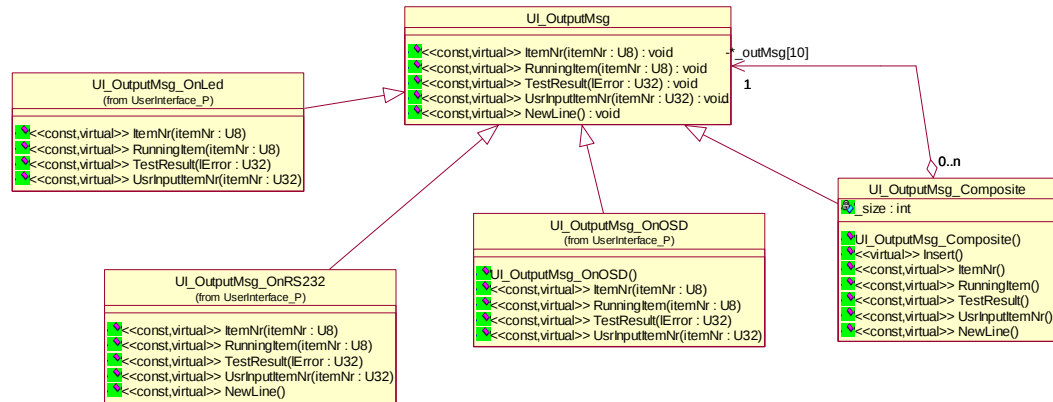 UI_OutputMsg
<<const,virtual>> ItemNr(itemNr : U8) : void
<<const,virtual>> RunningItem(itemNr : U8) : void
<<const,virtual>> TestResult(lError : U32) : void
<<const,virtual>> UsrInputItemNr(itemNr : U32) : void
<<const,virtual>> NewLine() : void
-*_outMsg[10]
1
0..n
UI_OutputMsg_OnLed
(from UserInterface_P)
<<const,virtual>> ItemNr(itemNr : U8)
<<const,virtual>> RunningItem(itemNr : U8)
<<const,virtual>> TestResult(lError : U32)
<<const,virtual>> UsrInputItemNr(itemNr : U32)
UI_OutputMsg_Composite
_size : int
UI_OutputMsg_Composite()
<<virtual>> Insert()
<<const,virtual>> ItemNr()
<<const,virtual>> RunningItem()
<<const,virtual>> TestResult()
<<const,virtual>> UsrInputItemNr()
<<const,virtual>> NewLine()
UI_OutputMsg_OnOSD
(from UserInterface_P)
UI_OutputMsg_OnOSD()
<<const,virtual>> ItemNr(itemNr : U8)
<<const,virtual>> RunningItem(itemNr : U8)
<<const,virtual>> TestResult(lError : U32)
<<const,virtual>> UsrInputItemNr(itemNr : U32)
UI_OutputMsg_OnRS232
(from UserInterface_P)
<<const,virtual>> ItemNr(itemNr : U8)
<<const,virtual>> RunningItem(itemNr : U8)
<<const,virtual>> TestResult(lError : U32)
<<const,virtual>> UsrInputItemNr(itemNr : U32)
<<const,virtual>> NewLine()